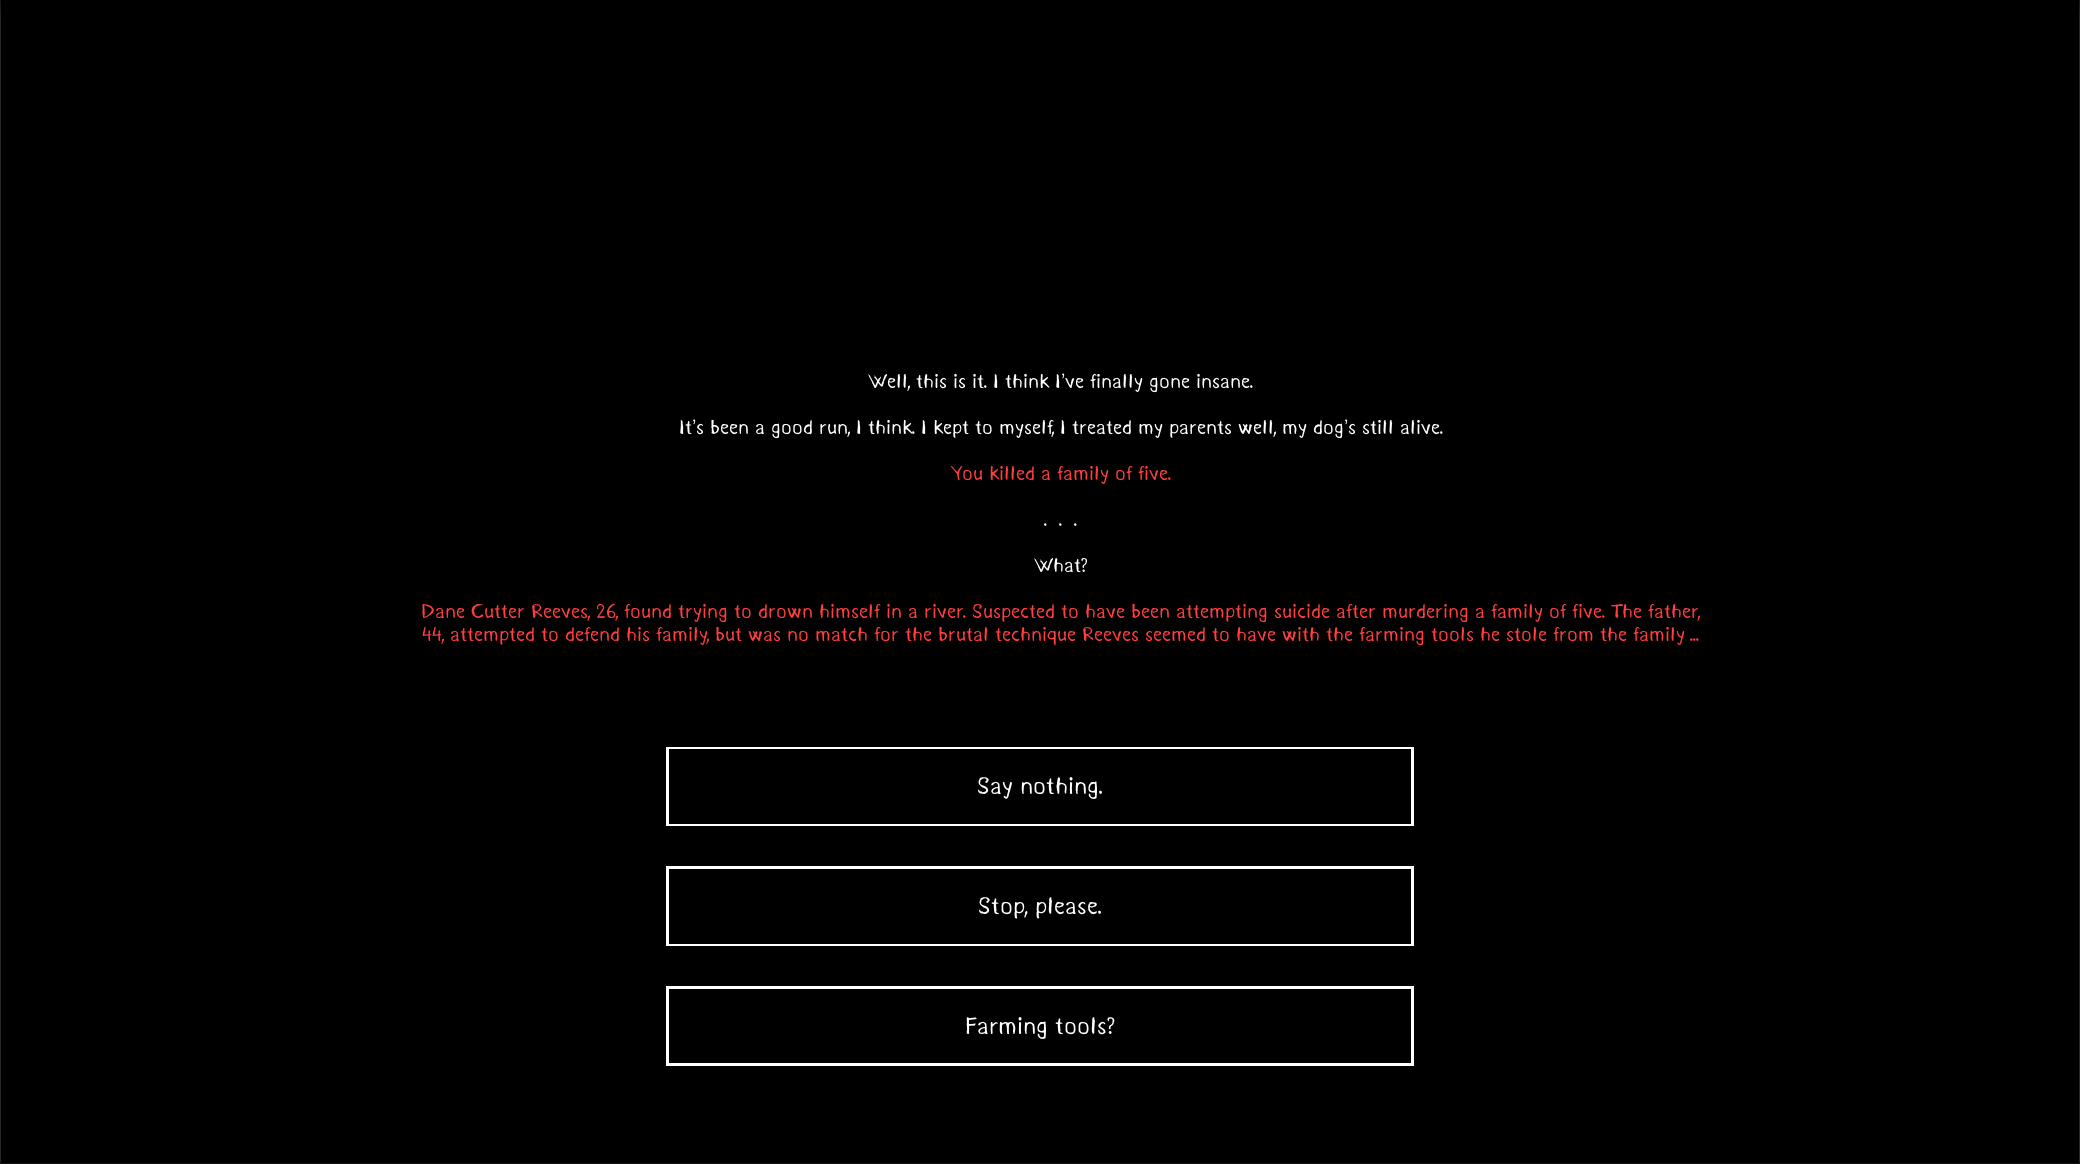 Well, this is it. I think I've finally gone insane.
It's been a good run, I think. I kept to myself, I treated my parents well, my dog's still alive.
You killed a family of five.
. . .
What?
Dane Cutter Reeves, 26, found trying to drown himself in a river. Suspected to have been attempting suicide after murdering a family of five. The father,
44, attempted to defend his family, but was no match for the brutal technique Reeves seemed to have with the farming tools he stole from the family ...
Say nothing.
Stop, please.
Farming tools?